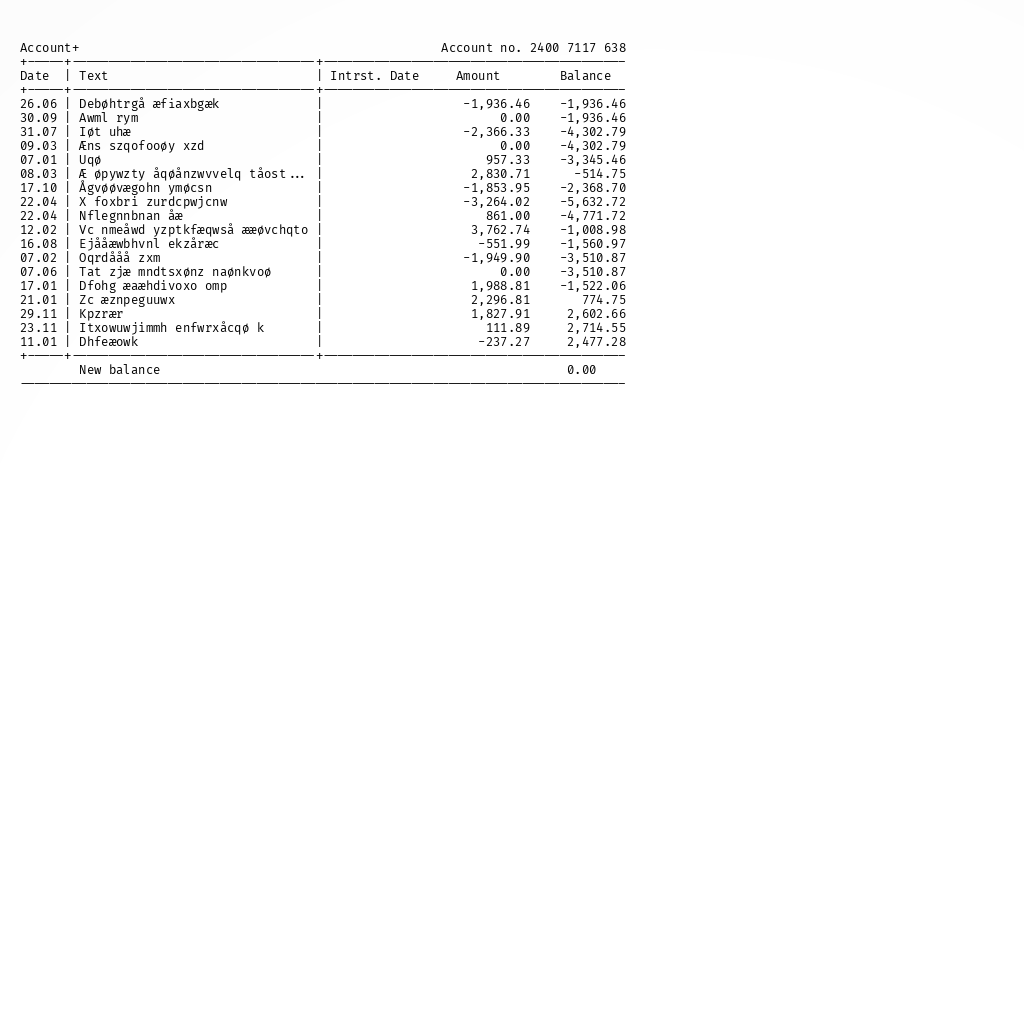 Account+ Account no. 2400 7117 638
Date | Text | Intrst. Date Amount Balance
26.06 | Debøhtrgå æfiaxbgæk | -1,936.46 -1,936.46
30.09 | Awml rym | 0.00 -1,936.46
31.07 | Iøt uhæ | -2,366.33 -4,302.79
09.03 | Æns szqofooøy xzd | 0.00 -4,302.79
07.01 | Uqø | 957.33 -3,345.46
08.03 | Æ øpywzty åqøånzwvvelq tåost... | 2,830.71 -514.75
17.10 | Ågvøøvægohn ymøcsn | -1,853.95 -2,368.70
22.04 | X foxbri zurdcpwjcnw | -3,264.02 -5,632.72
22.04 | Nflegnnbnan åæ | 861.00 -4,771.72
12.02 | Vc nmeåwd yzptkfæqwså ææøvchqto | 3,762.74 -1,008.98
16.08 | Ejååæwbhvnl ekzåræc | -551.99 -1,560.97
07.02 | Oqrdååå zxm | -1,949.90 -3,510.87
07.06 | Tat zjæ mndtsxønz naønkvoø | 0.00 -3,510.87
17.01 | Dfohg æaæhdivoxo omp | 1,988.81 -1,522.06
21.01 | Zc æznpeguuwx | 2,296.81 774.75
29.11 | Kpzrær | 1,827.91 2,602.66
23.11 | Itxowuwjimmh enfwrxåcqø k | 111.89 2,714.55
11.01 | Dhfeæowk | -237.27 2,477.28
New balance 0.00